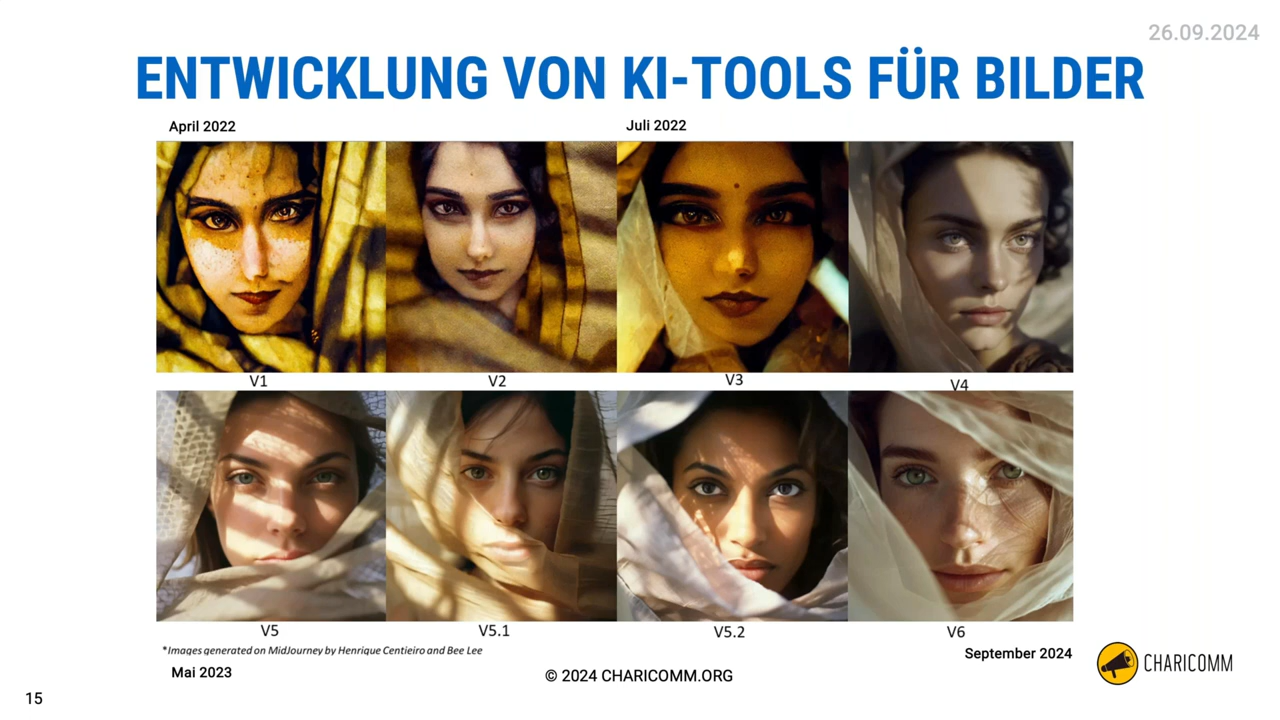 26.09.2024
ENTWICKLUNG VON KI-TOOLS FÜR BILDER
April 2022
Juli 2022
V1
V2
V3
V4
V5
V5.1
V5.2
V6
*Images generated on MidJourney by Henrique Centieiro and Bee Lee
September 2024
Mai 2023
© 2024 CHARICOMM.ORG
CHARICOMM
15